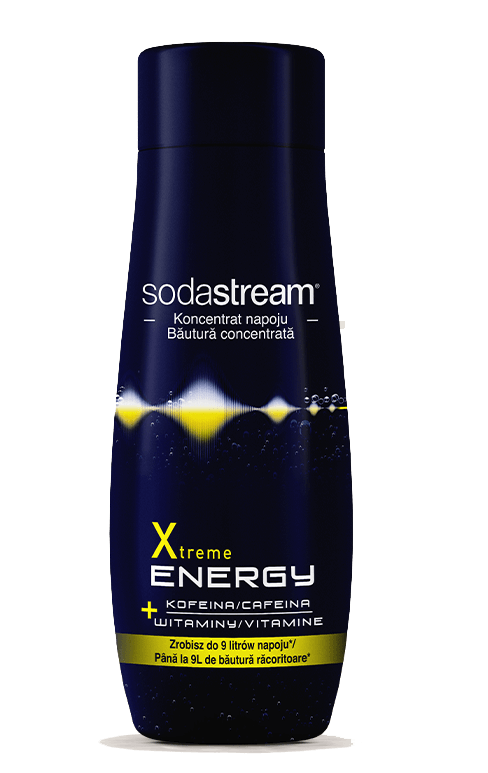 sodastream®
Koncentrat napoju
Băutură concentrată
Xtreme
ENERGY
+ KOFEINA/CAFEINA
WITAMINY/VITAMINE
Zrobisz do 9 litrów napoju*/
Până la 9L de băutură răcoritoare*